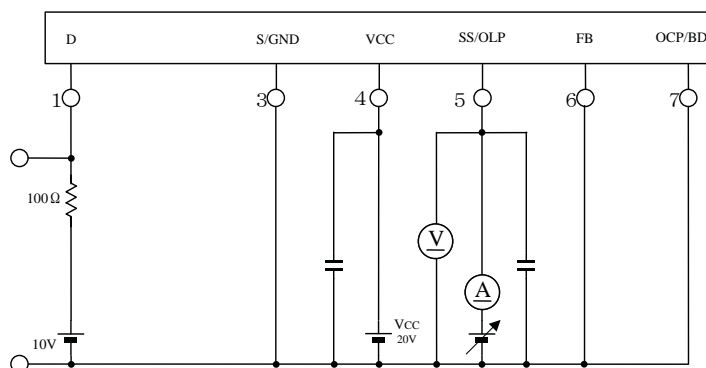 D S/GND VCC SS/OLP FB OCP/BD
1 3 4 5 6 7
100Ω
V
A
10V
VCC
20V